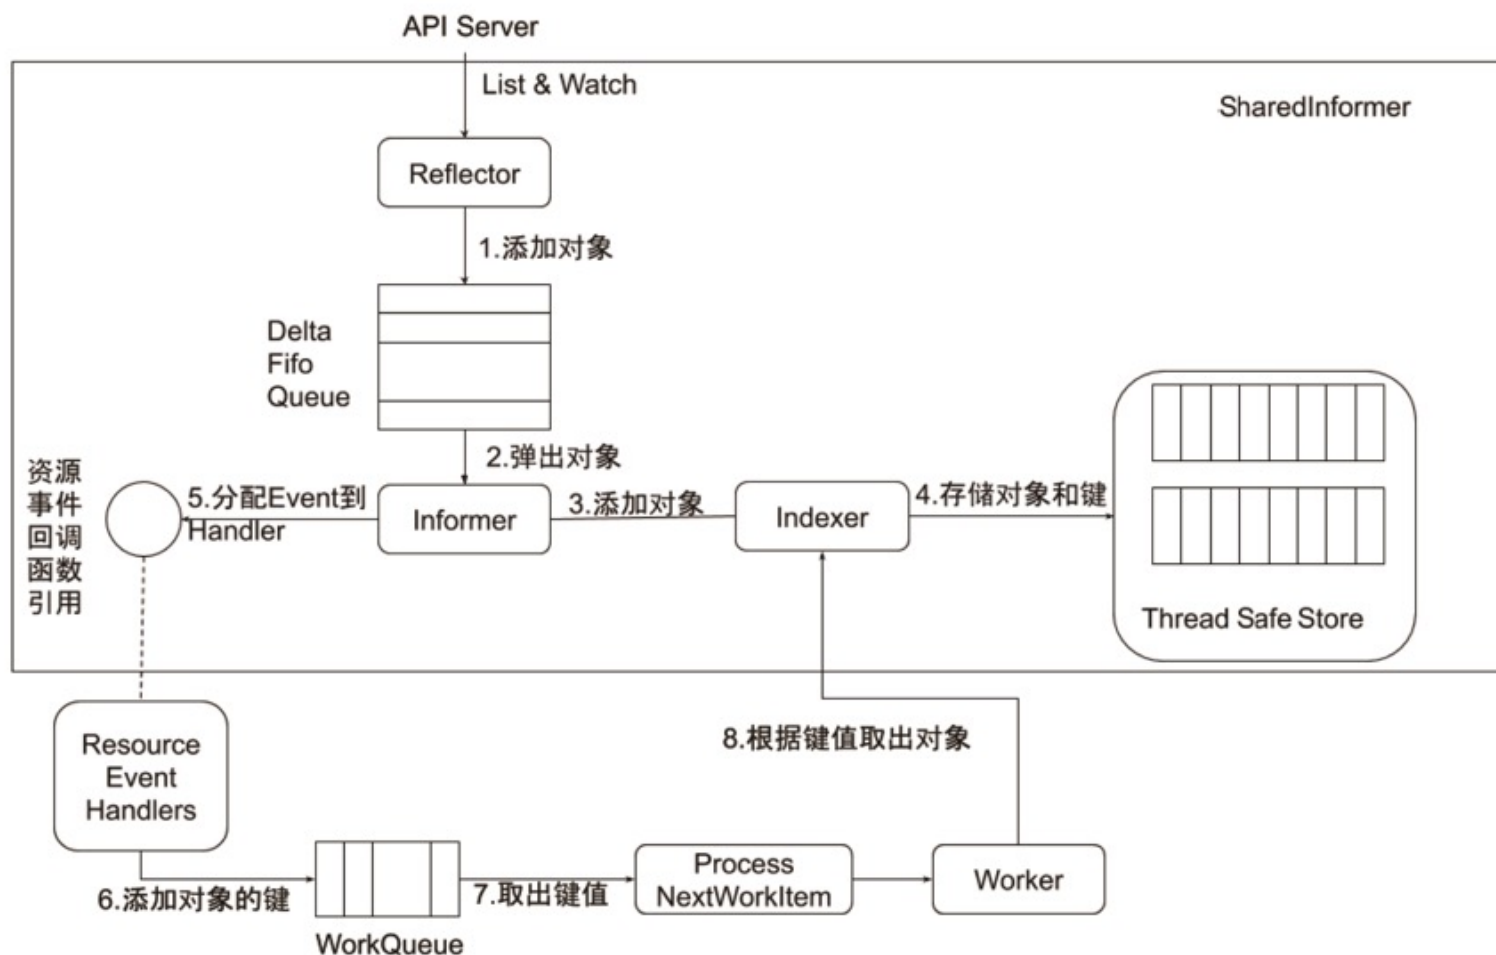 API Server
List & Watch
SharedInformer
Reflector
1.添加对象
Delta
Fifo
Queue
2.弹出对象
资源
事件
回调
函数
引用
5.分配Event到
Handler
Informer
3.添加对象
Indexer
4.存储对象和键
Thread Safe Store
Resource
Event
Handlers
8.根据键值取出对象
6.添加对象的键
WorkQueue
7.取出键值
Process
NextWorkItem
Worker